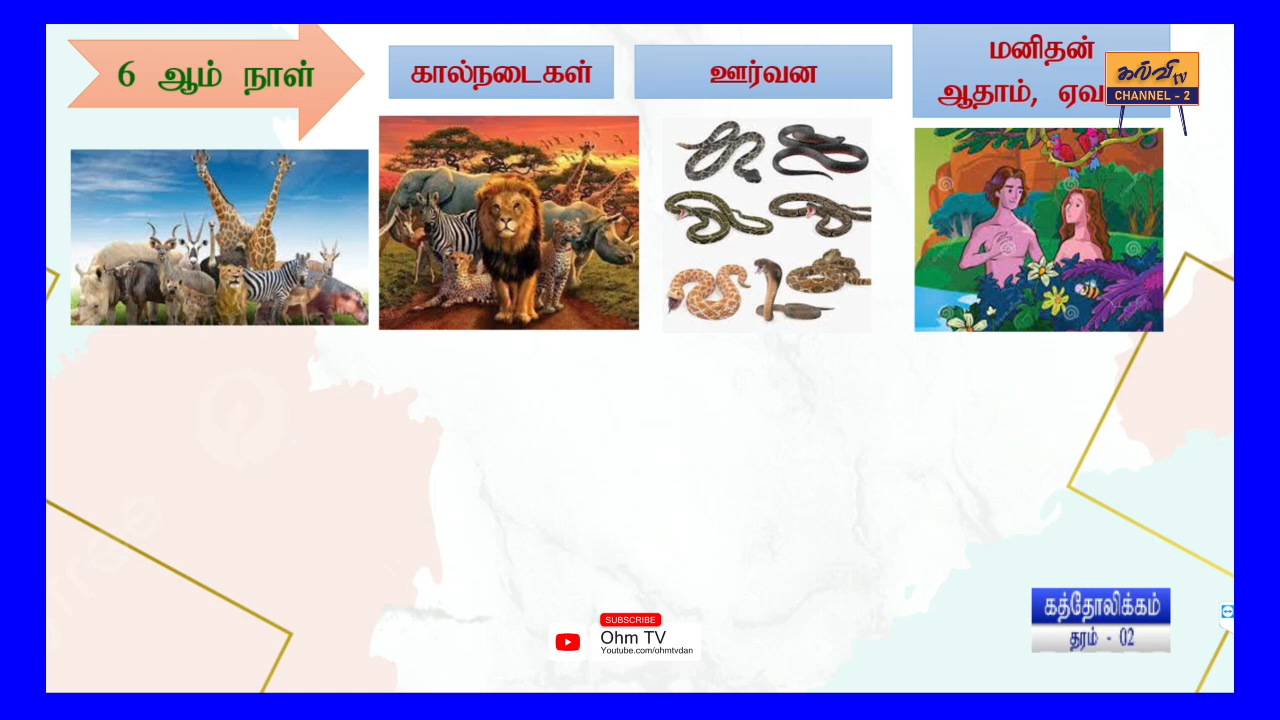 6 ஆம் நாள்
கால்நடைகள்
ஊர்வன
மனிதன்
ஆதாம்,
கல்வி tv
CHANNEL - 2
SUBSCRIBE
Ohm TV
Youtube.com/ohmtvdan
கத்தோலிக்கம்
தரம் - 02